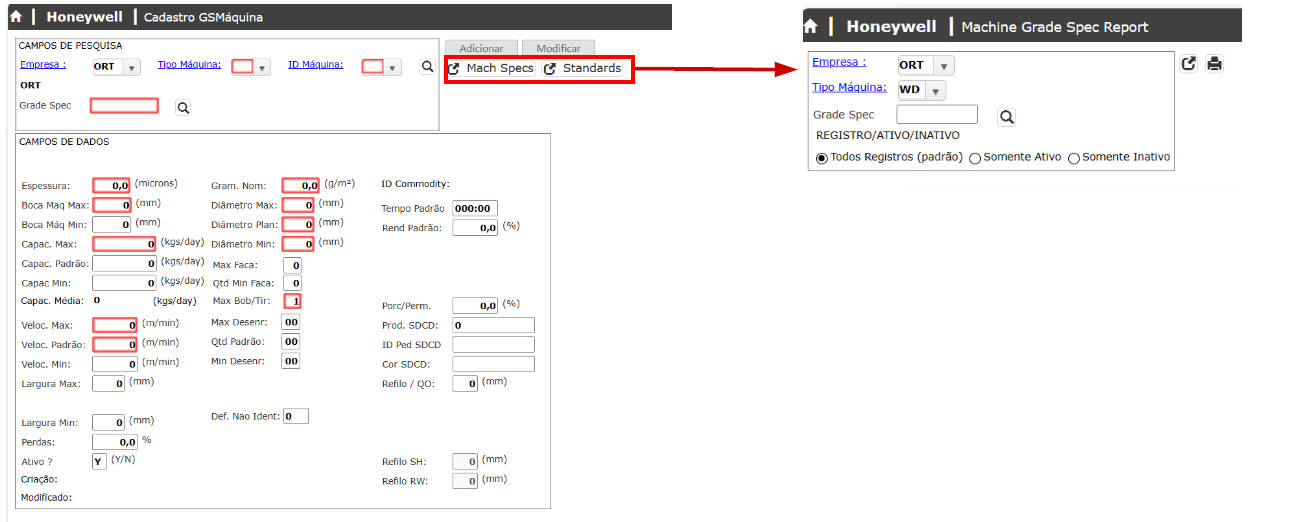 Honeywell | Cadastro GSMáquina
CAMPOS DE PESQUISA
Adicionar Modificar
Empresa : ORT Tipo Máquina: ID Máquina:
Mach Specs Standards
ORT
Grade Spec
CAMPOS DE DADOS
Espessura: 0,0 (microns) Gram. Nom: 0,0 (g/m²) ID Commodity:
Boca Maq Max: 0 (mm) Diâmetro Max: 0 (mm) Tempo Padrão 000:00
Boca Máq Min: 0 (mm) Diâmetro Plan: 0 (mm) Rend Padrão: 0,0 (%)
Capac. Max: 0 (kgs/day) Diâmetro Min: 0 (mm)
Capac. Padrão: 0 (kgs/day) Max Faca: 0
Capac Min: 0 (kgs/day) Qtd Min Faca: 0
Capac. Média: 0 (kgs/day) Max Bob/Tir: 1 Porc/Perm. 0,0 (%)
Veloc. Max: 0 (m/min) Max Desenr: 00 Prod. SDCD: 0
Veloc. Padrão: 0 (m/min) Qtd Padrão: 00 ID Ped SDCD
Veloc. Min: 0 (m/min) Min Desenr: 00 Cor SDCD:
Largura Max: 0 (mm) Refilo / QO: 0 (mm)
Largura Min: 0 (mm) Def. Nao Ident: 0
Perdas: 0,0 %
Ativo ? Y (Y/N) Refilo SH: 0 (mm)
Criação: Refilo RW: 0 (mm)
Modificado:
Honeywell | Machine Grade Spec Report
Empresa : ORT
Tipo Máquina: WD
Grade Spec
REGISTRO/ATIVO/INATIVO
Todos Registros (padrão) Somente Ativo Somente Inativo